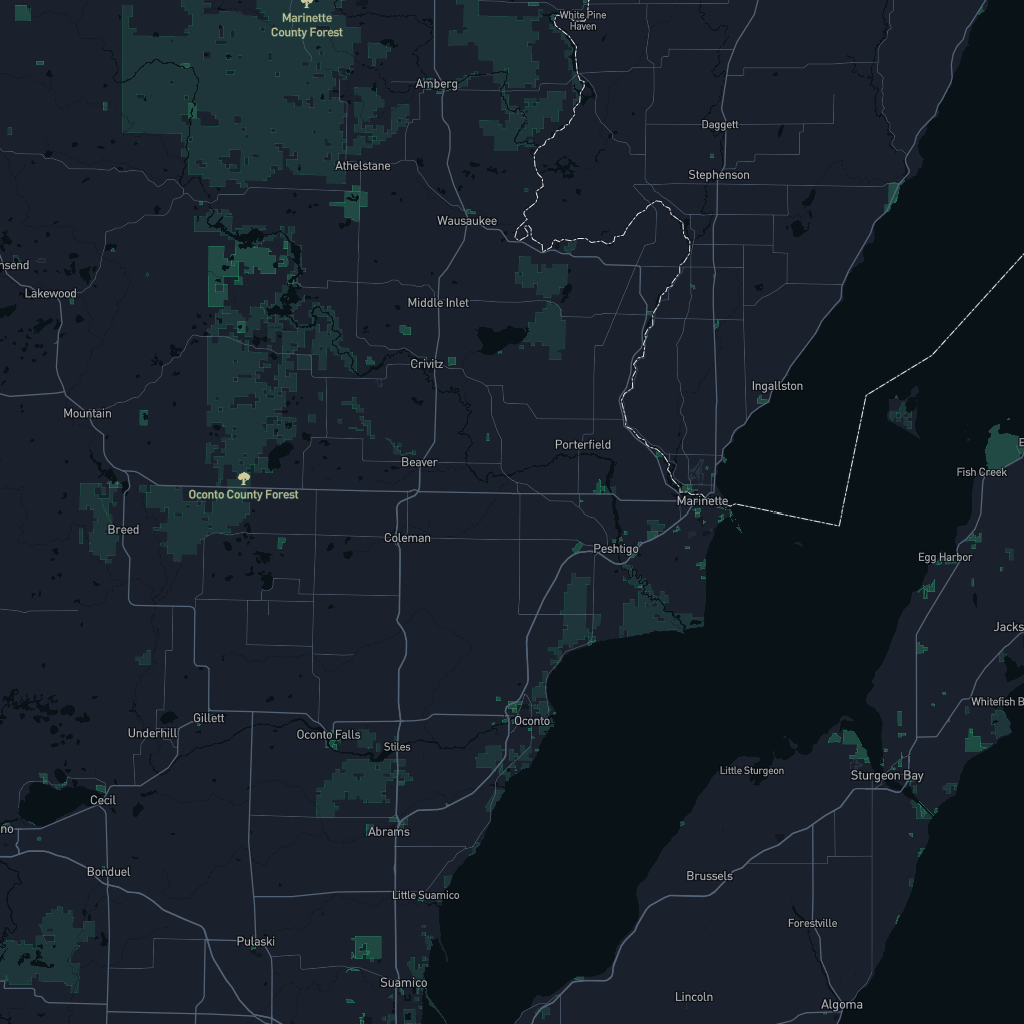 Marinette
County Forest
White Pine
Haven
Amberg
Daggett
Athelstane
Stephenson
Wausaukee
Lakewood
Middle Inlet
Crivitz
Ingallston
Mountain
Porterfield
Fish Creek
Beaver
Oconto County Forest
Marinette
Breed
Coleman
Peshtigo
Egg Harbor
Whitefish B
Gillett
Oconto
Underhill
Oconto Falls
Stiles
Little Sturgeon
Sturgeon Bay
Cecil
Abrams
Bonduel
Brussels
Little Suamico
Forestville
Pulaski
Suamico
Lincoln
Algoma